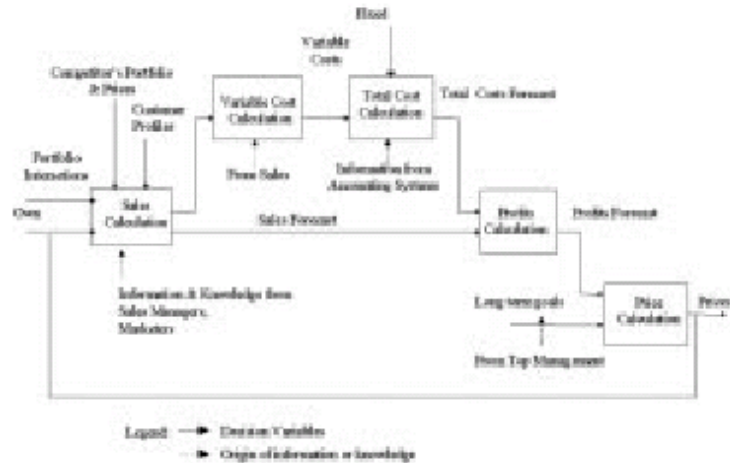 Fixed
Variable
Costs
Competitor's Portfolio
& Prices
Customer
Profiles
Variable Cost
Calculation
Total Cost
Calculation
Total Costs Forecast
Portfolio
Interactions
From Sales
Information from
Accounting Systems
Own
Sales
Calculation
Sales Forecast
Profits
Calculation
Profits Forecast
Information & Knowledge from
Sales Managers,
Marketers
Long-term goals
Price
Calculation
Prices
From Top Management
Legend:
Decision Variables
Origin of information or knowledge